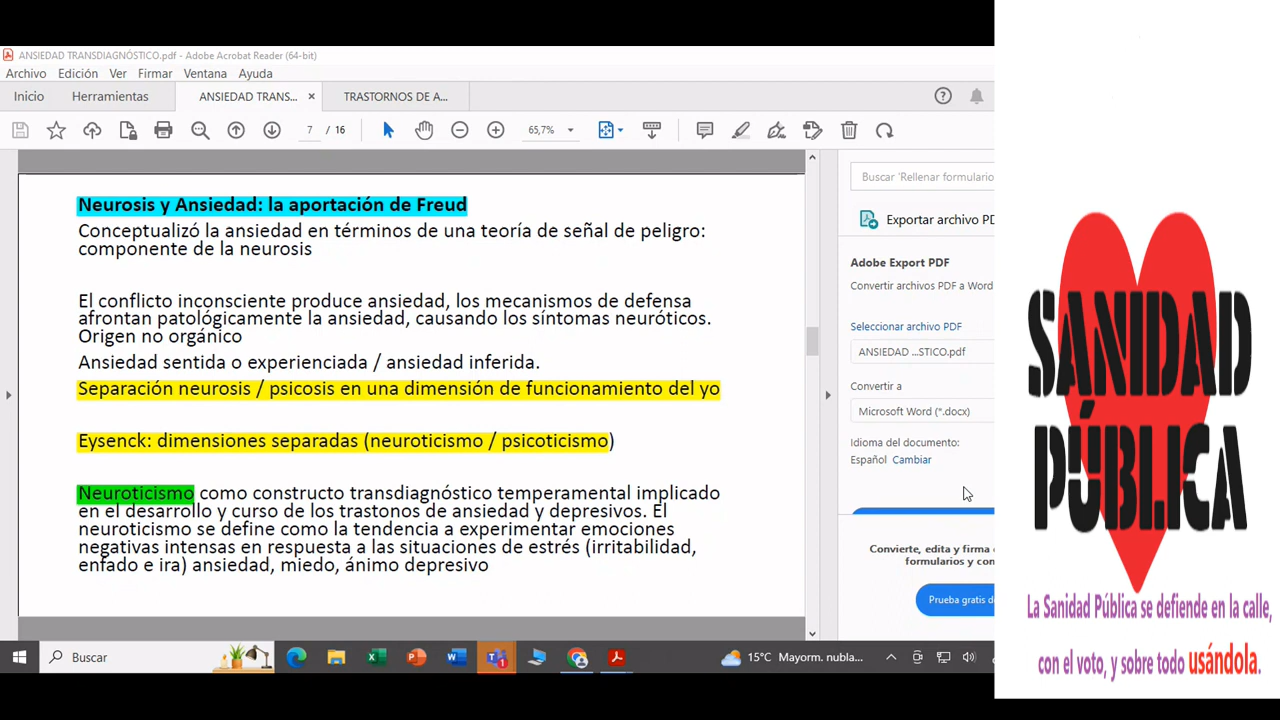 ANSIEDAD TRANSDIAGNÓSTICO.pdf - Adobe Acrobat Reader (64-bit)
Archivo Edición Ver Firmar Ventana Ayuda
Inicio Herramientas ANSIEDAD TRANS... × TRASTORNOS DE A...
7 / 16 65,7%
Neurosis y Ansiedad: la aportación de Freud
Conceptualizó la ansiedad en términos de una teoría de señal de peligro:
componente de la neurosis
El conflicto inconsciente produce ansiedad, los mecanismos de defensa
afrontan patológicamente la ansiedad, causando los síntomas neuróticos.
Origen no orgánico
Ansiedad sentida o experienciada / ansiedad inferida.
Separación neurosis / psicosis en una dimensión de funcionamiento del yo
Eysenck: dimensiones separadas (neuroticismo / psicoticismo)
Neuroticismo como constructo transdiagnóstico temperamental implicado
en el desarrollo y curso de los trastonos de ansiedad y depresivos. El
neuroticismo se define como la tendencia a experimentar emociones
negativas intensas en respuesta a las situaciones de estrés (irritabilidad,
enfado e ira) ansiedad, miedo, ánimo depresivo
Buscar 'Rellenar formulario
Exportar archivo PD
Adobe Export PDF
Convertir archivos PDF a Word
Seleccionar archivo PDF
ANSIEDAD ...STICO.pdf
Convertir a
Microsoft Word (*.docx)
Idioma del documento:
Español Cambiar
Convierte, edita y firma
formularios y con
Prueba gratis d
SANIDAD
PÚBLICA
La Sanidad Pública se defiende en la calle,
con el voto, y sobre todo usándola.
Buscar
15°C Mayorm. nubla...